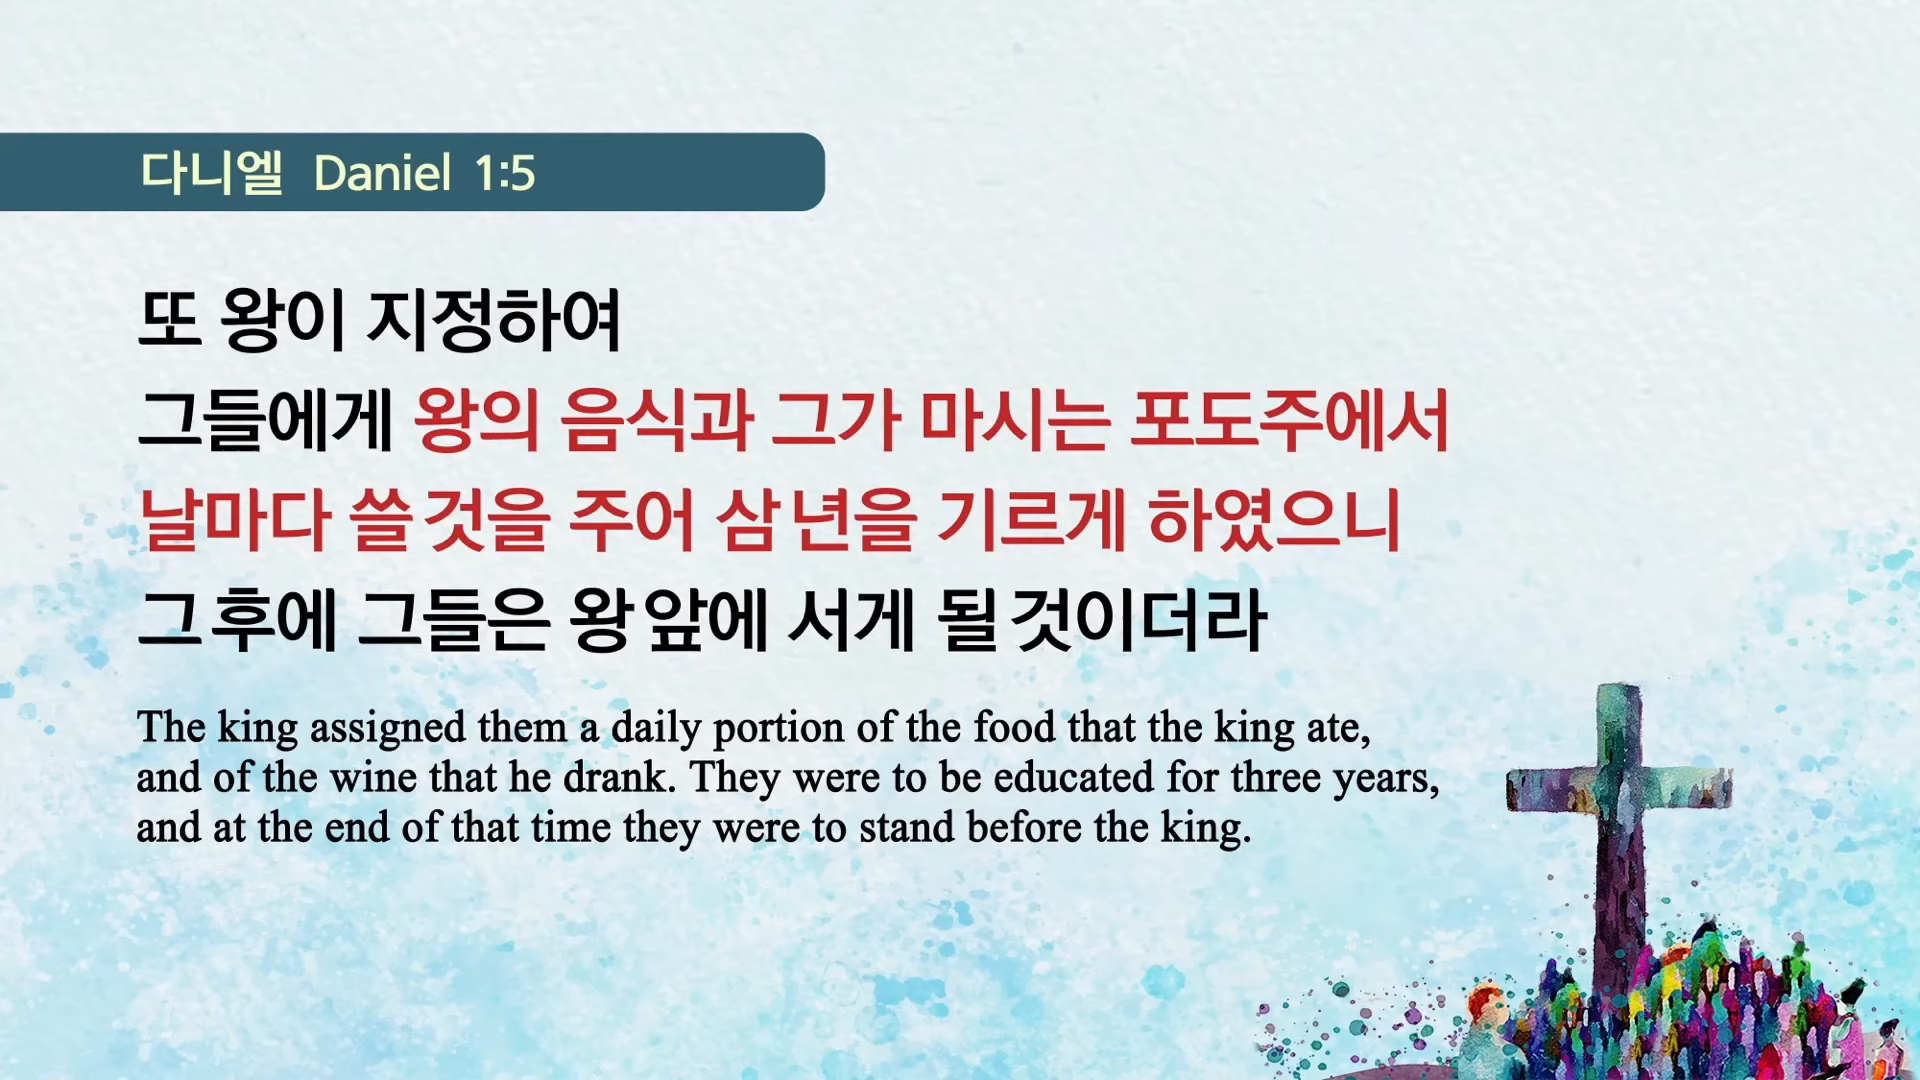 다니엘 Daniel 1:5
또 왕이 지정하여
그들에게 왕의 음식과 그가 마시는 포도주에서
날마다 쓸 것을 주어 삼 년을 기르게 하였으니
그 후에 그들은 왕 앞에 서게 될 것이더라
The king assigned them a daily portion of the food that the king ate,
and of the wine that he drank. They were to be educated for three years,
and at the end of that time they were to stand before the king.